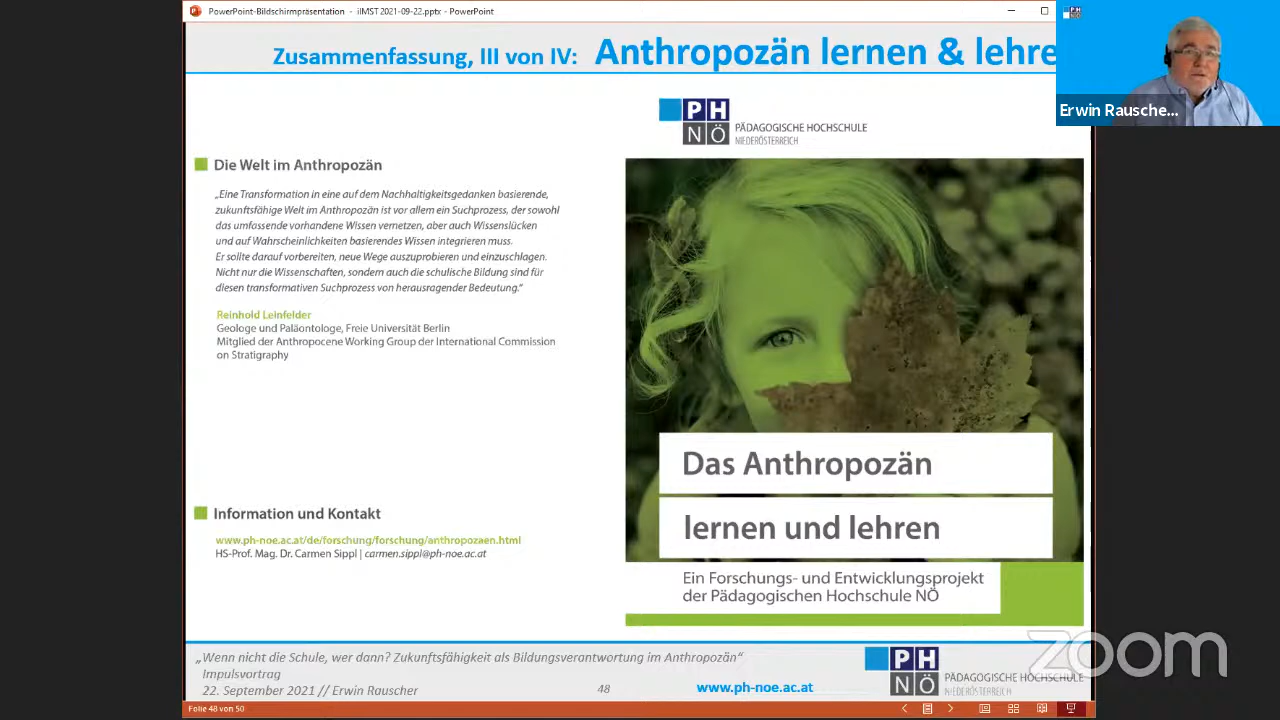 PowerPoint-Bildschirmpräsentation - iIMST 2021-09-22.pptx - PowerPoint
Zusammenfassung, III von IV: Anthropozän lernen & lehre
Erwin Rausche...
PH
NÖ
PÄDAGOGISCHE HOCHSCHULE
NIEDERÖSTERREICH
Die Welt im Anthropozän
„Eine Transformation in eine auf dem Nachhaltigkeitsgedanken basierende,
zukunftsfähige Welt im Anthropozän ist vor allem ein Suchprozess, der sowohl
das umfassende vorhandene Wissen vernetzen, aber auch Wissenslücken
und auf Wahrscheinlichkeiten basierendes Wissen integrieren muss.
Er sollte darauf vorbereiten, neue Wege auszuprobieren und einzuschlagen.
Nicht nur die Wissenschaften, sondern auch die schulische Bildung sind für
diesen transformativen Suchprozess von herausragender Bedeutung.“
Reinhold Leinfelder
Geologe und Paläontologe, Freie Universität Berlin
Mitglied der Anthropocene Working Group der International Commission
on Stratigraphy
Information und Kontakt
www.ph-noe.ac.at/de/forschung/forschung/anthropozaen.html
HS-Prof. Mag. Dr. Carmen Sippl | carmen.sippl@ph-noe.ac.at
Das Anthropozän
lernen und lehren
Ein Forschungs- und Entwicklungsprojekt
der Pädagogischen Hochschule NÖ
„Wenn nicht die Schule, wer dann? Zukunftsfähigkeit als Bildungsverantwortung im Anthropozän“
Impulsvortrag
22. September 2021 // Erwin Rauscher
48
www.ph-noe.ac.at
PH
NÖ
PÄDAGOGISCHE HOCHSCHULE
NIEDERÖSTERREICH
zoom
Folie 48 von 50